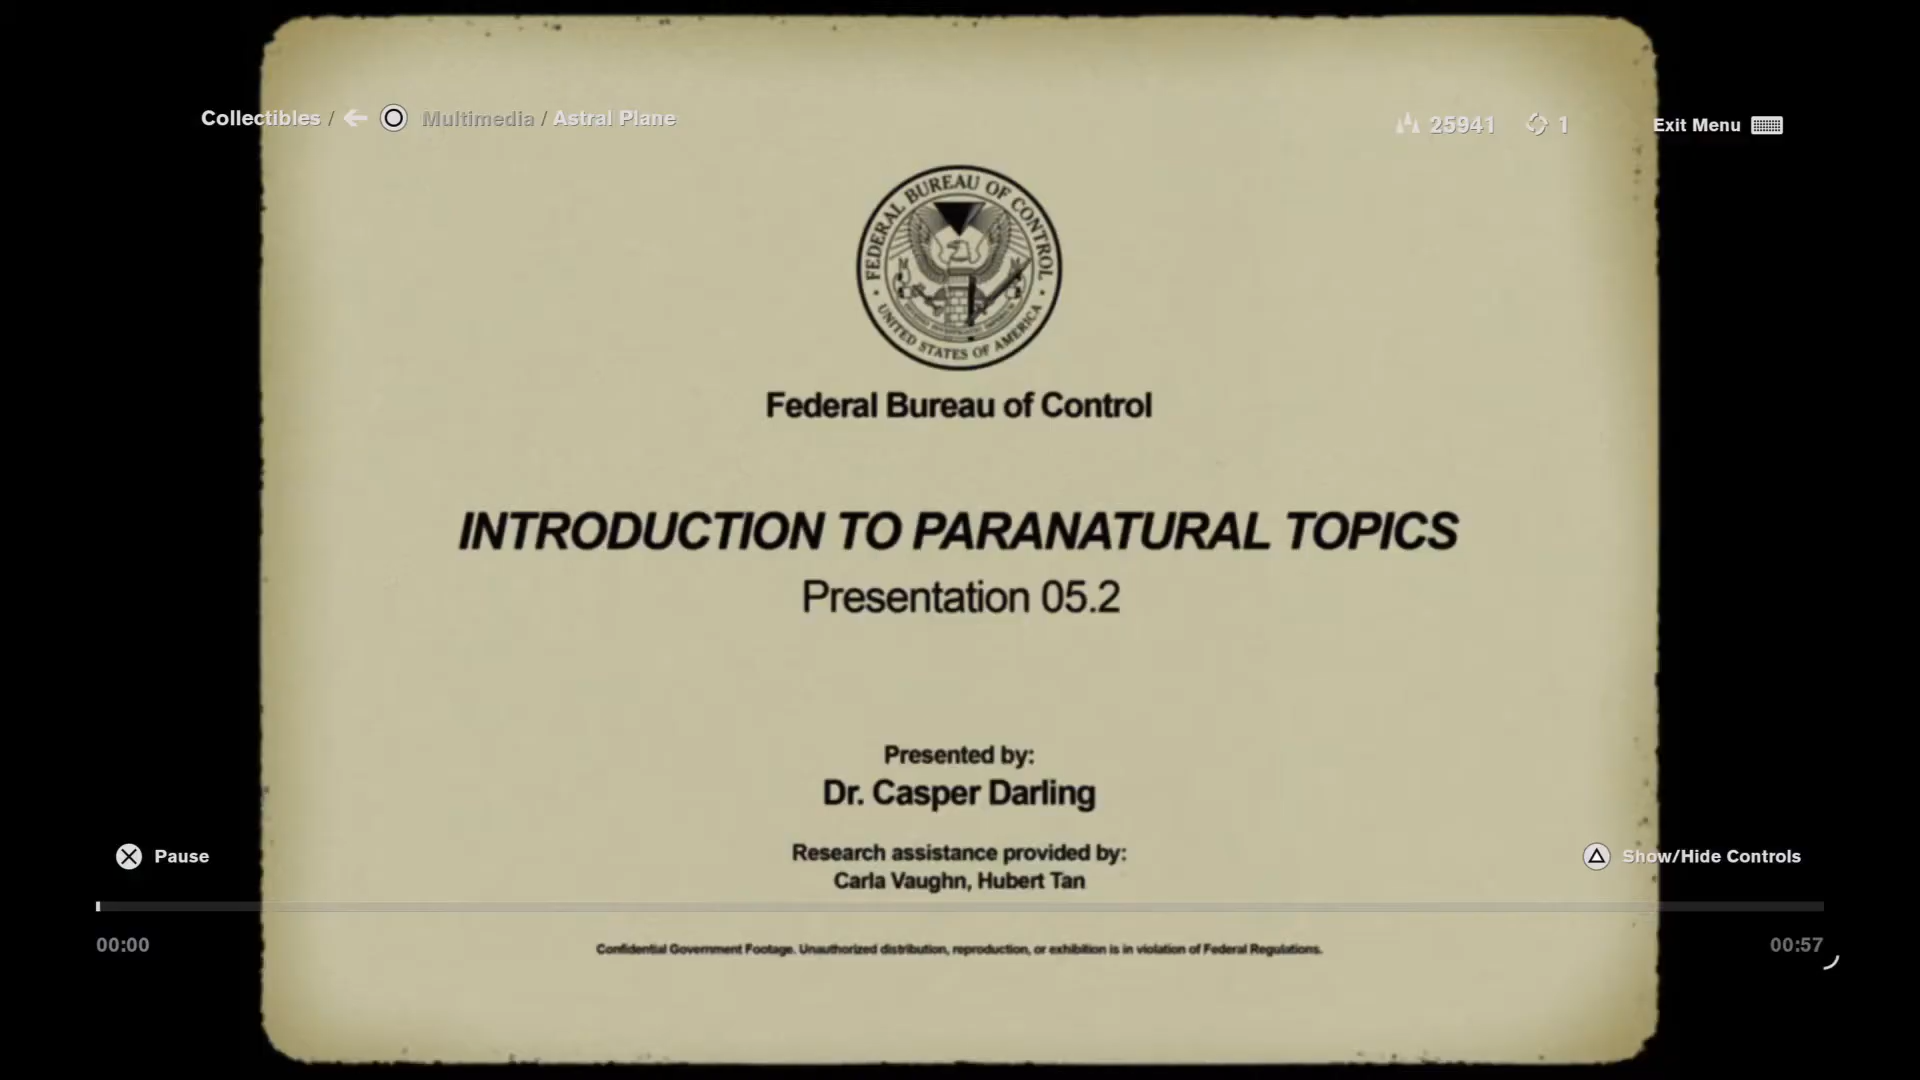 Collectibles / Multimedia / Astral Plane
25941 1 Exit Menu
FEDERAL BUREAU OF CONTROL
UNITED STATES OF AMERICA
Federal Bureau of Control
INTRODUCTION TO PARANATURAL TOPICS
Presentation 05.2
Presented by:
Dr. Casper Darling
Pause
Show/Hide Controls
Research assistance provided by:
Carla Vaughn, Hubert Tan
00:00
00:57
Confidential Government Footage. Unauthorized distribution, reproduction, or exhibition is in violation of Federal Regulations.